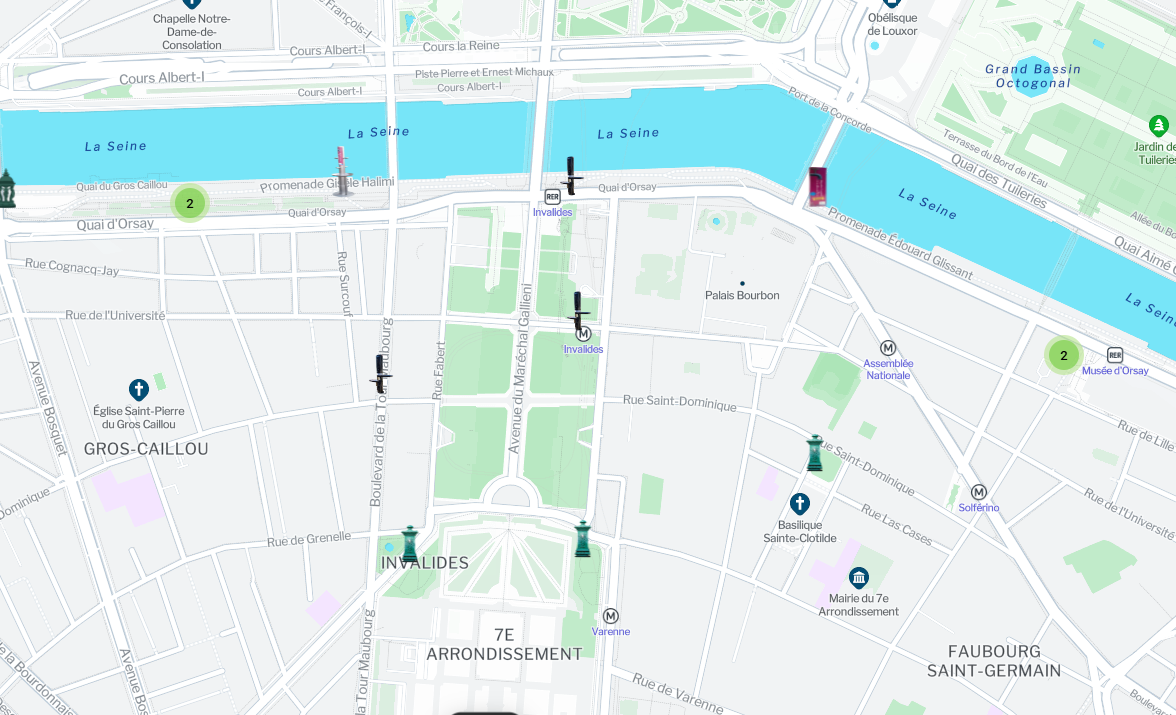 Chapelle Notre-
Dame-de-
Consolation
François-I
Cours Albert-I
Cours la Reine
Obélisque
de Louxor
Cours Albert-I
Piste Pierre et Ernest Michaux
Cours Albert-I
Cours Albert-I
Grand Bassin
Octogonal
Port de la Concorde
La Seine
La Seine
La Seine
Jardin de
Tuileries
Terrasse du Bord de l'Eau
Quai des Tuileries
Quai du Gros Caillou
Promenade Gisèle Halimi
Quai d'Orsay
2
RER
Invalides
Quai d'Orsay
Quai d'Orsay
La Seine
Promenade Édouard Glissant
Allée du Bo
Quai Aimé
Rue Cognacq-Jay
Rue Surcouf
Palais Bourbon
La Seine
Rue de l'Université
Avenue du Maréchal Gallieni
M
Invalides
M
Assemblée
Nationale
2
RER
Musée d'Orsay
Boulevard de la Tour Maubourg
Rue Fabert
Avenue Bosquet
Église Saint-Pierre
du Gros Caillou
GROS-CAILLOU
Rue Saint-Dominique
Rue de Lille
Rue Saint-Dominique
Dominique
M
Solférino
Rue de l'Université
Basilique
Sainte-Clotilde
Rue Las Cases
Rue de Grenelle
INVALIDES
Mairie du 7e
Arrondissement
M
Varenne
7E
ARRONDISSEMENT
FAUBOURG
SAINT-GERMAIN
la Tour Maubourg
Avenue Bos
la Bourdonnais
Rue de Varenne
Boulevard